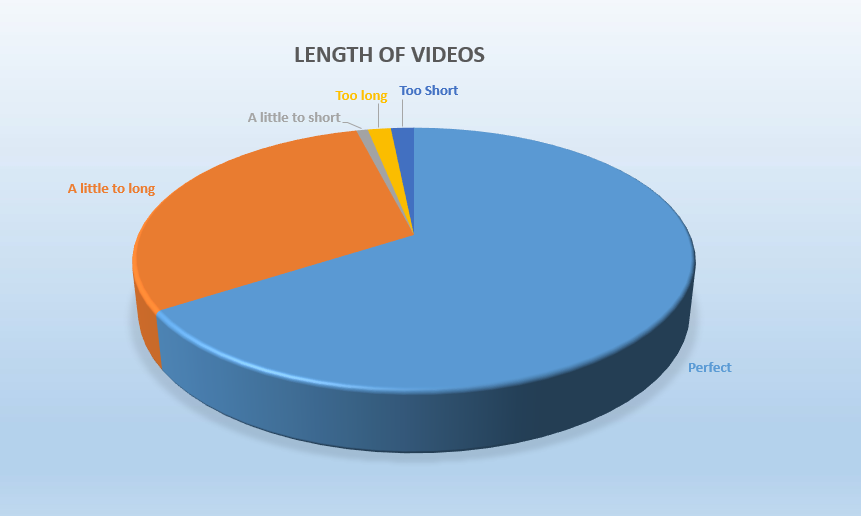 LENGTH OF VIDEOS
Too Short
Too long
A little to short
A little to long
Perfect